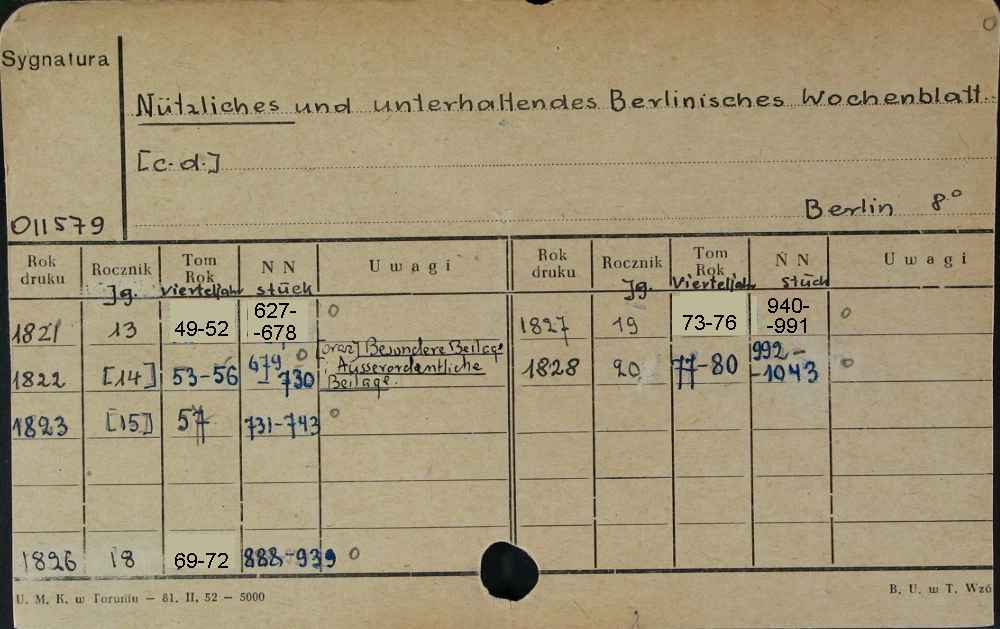 Sygnatura
Nützliches und unterhaltendes Berlinisches Wochenblatt
[c.d.]
Berlin 8°
011579
Rok druku Rocznik Tom Rok N N Uwagi Rok druku Rocznik Tom Rok N N Uwagi
Jg. Vierteljahr stück Jg. Vierteljahr Stück
1821 13 49-52 627- -678 o 1827 19 73-76 940- -991 o
1822 [14] 53-56 679- -730 o [oraz] Besondere Beilage, Ausserordentliche Beilage. 1828 20 77-80 992- -1043 o
1823 [15] 57 731-743 o
1826 18 69-72 888-939 o
U. M. K. w Toruniu – 81. II. 52 – 5000
B. U. w T. Wzó